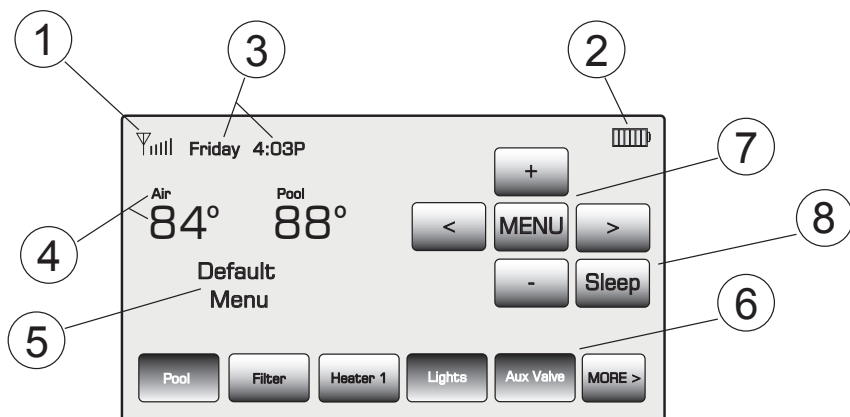 1
3
2
Friday 4:03P
+
7
Air
Pool
84° 88°
< MENU >
8
4
Default
Menu
- Sleep
5
6
Pool Filter Heater 1 Lights Aux Valve MORE >